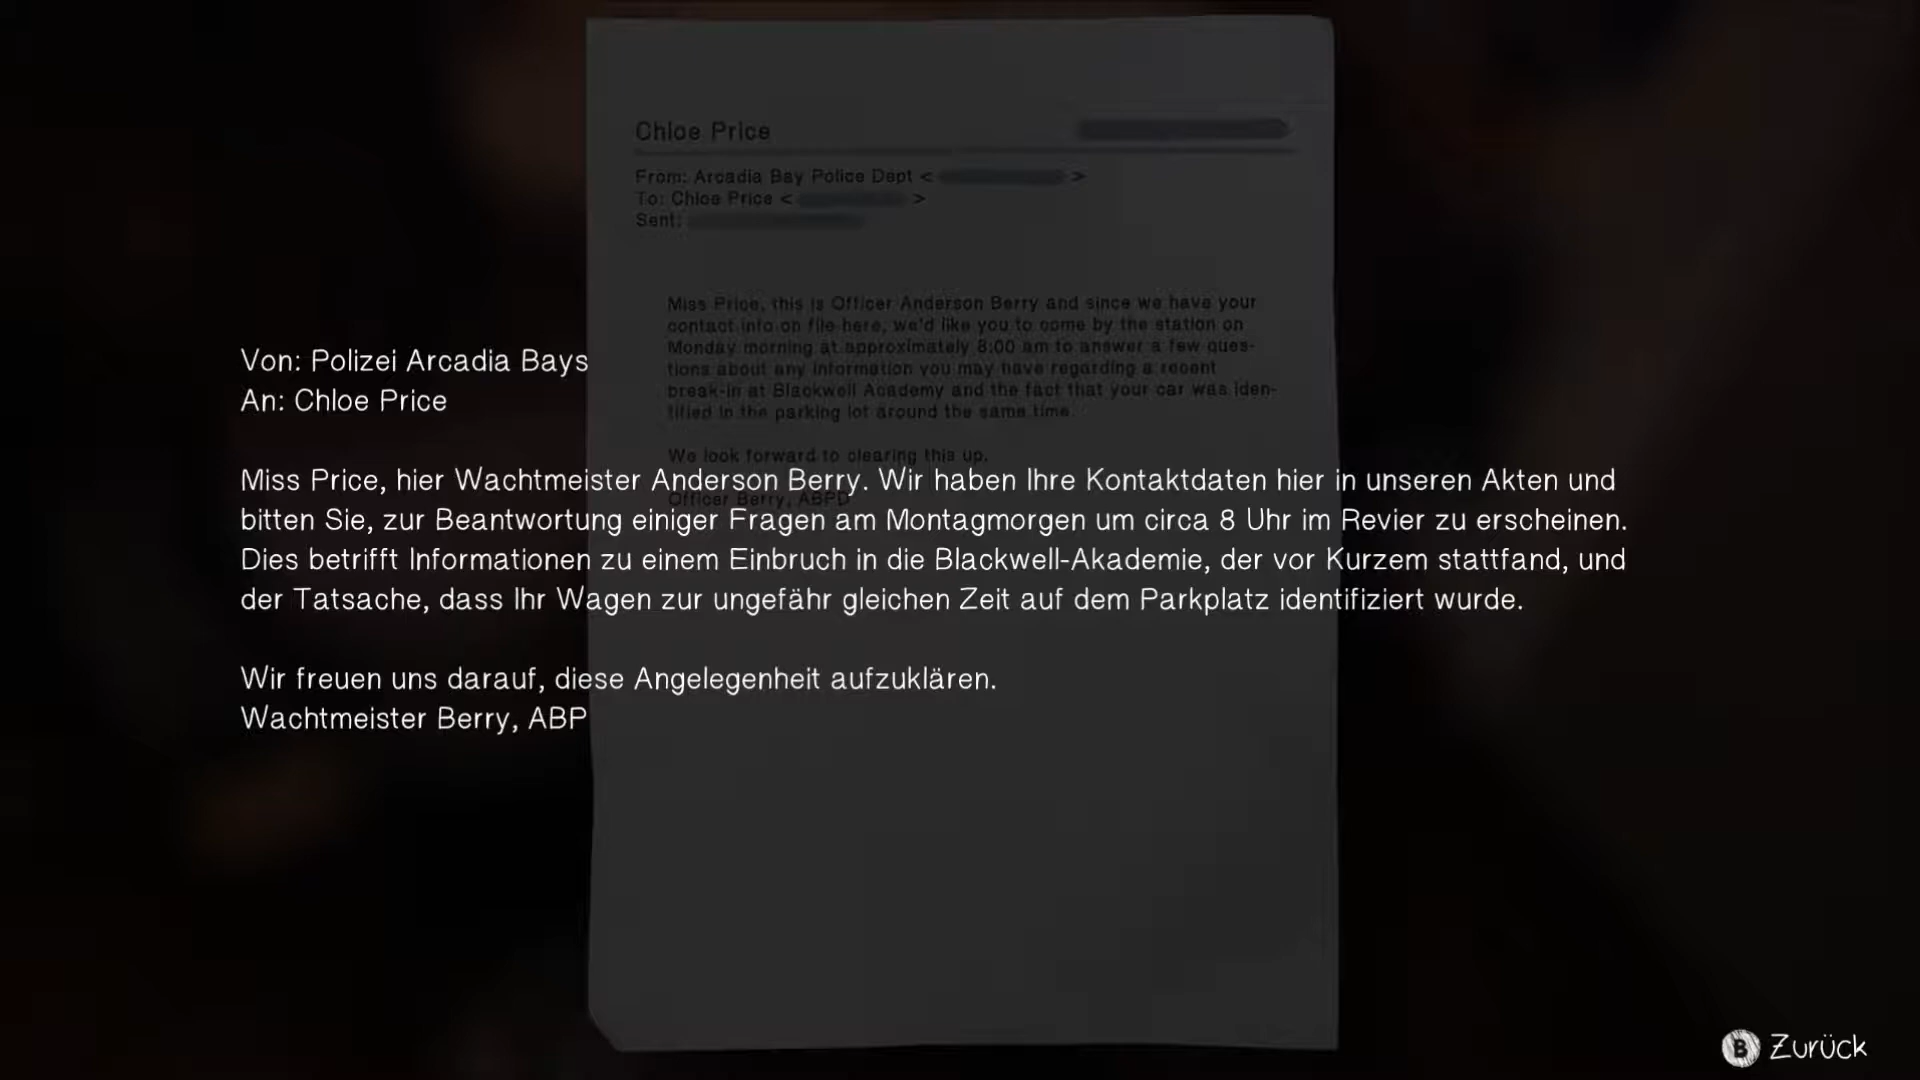 Chloe Price
From: Arcadia Bay Police Dept < >
To: Chloe Price < >
Sent:
Miss Price, this is Officer Anderson Berry and since we have your
contact info on file here, we'd like you to come by the station on
Monday morning at approximately 8:00 am to answer a few ques-
tions about any information you may have regarding a recent
break-in at Blackwell Academy and the fact that your car was iden-
tified in the parking lot around the same time.
We look forward to clearing this up.
Officer Berry, ABPD
Von: Polizei Arcadia Bays
An: Chloe Price
Miss Price, hier Wachtmeister Anderson Berry. Wir haben Ihre Kontaktdaten hier in unseren Akten und
bitten Sie, zur Beantwortung einiger Fragen am Montagmorgen um circa 8 Uhr im Revier zu erscheinen.
Dies betrifft Informationen zu einem Einbruch in die Blackwell-Akademie, der vor Kurzem stattfand, und
der Tatsache, dass Ihr Wagen zur ungefähr gleichen Zeit auf dem Parkplatz identifiziert wurde.
Wir freuen uns darauf, diese Angelegenheit aufzuklären.
Wachtmeister Berry, ABP
B Zurück